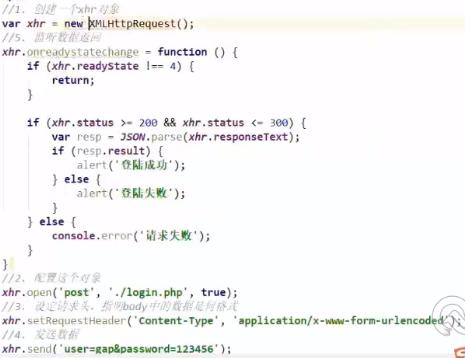 //1. 创建一个xhr对象
var xhr = new XMLHttpRequest();
//5. 监听数据返回
xhr.onreadystatechange = function () {
    if (xhr.readyState !== 4) {
        return;
    }
    if (xhr.status >= 200 && xhr.status <= 300) {
        var resp = JSON.parse(xhr.responseText);
        if (resp.result) {
            alert('登陆成功');
        } else {
            alert('登陆失败');
        }
    } else {
        console.error('请求失败');
    }
}
//2. 配置这个对象
xhr.open('post', './login.php', true);
//3. 设定请求头，指明body中的数据是何格式
xhr.setRequestHeader('Content-Type', 'application/x-www-form-urlencoded');
//4. 发送数据
xhr.send('user=gap&password=123456');